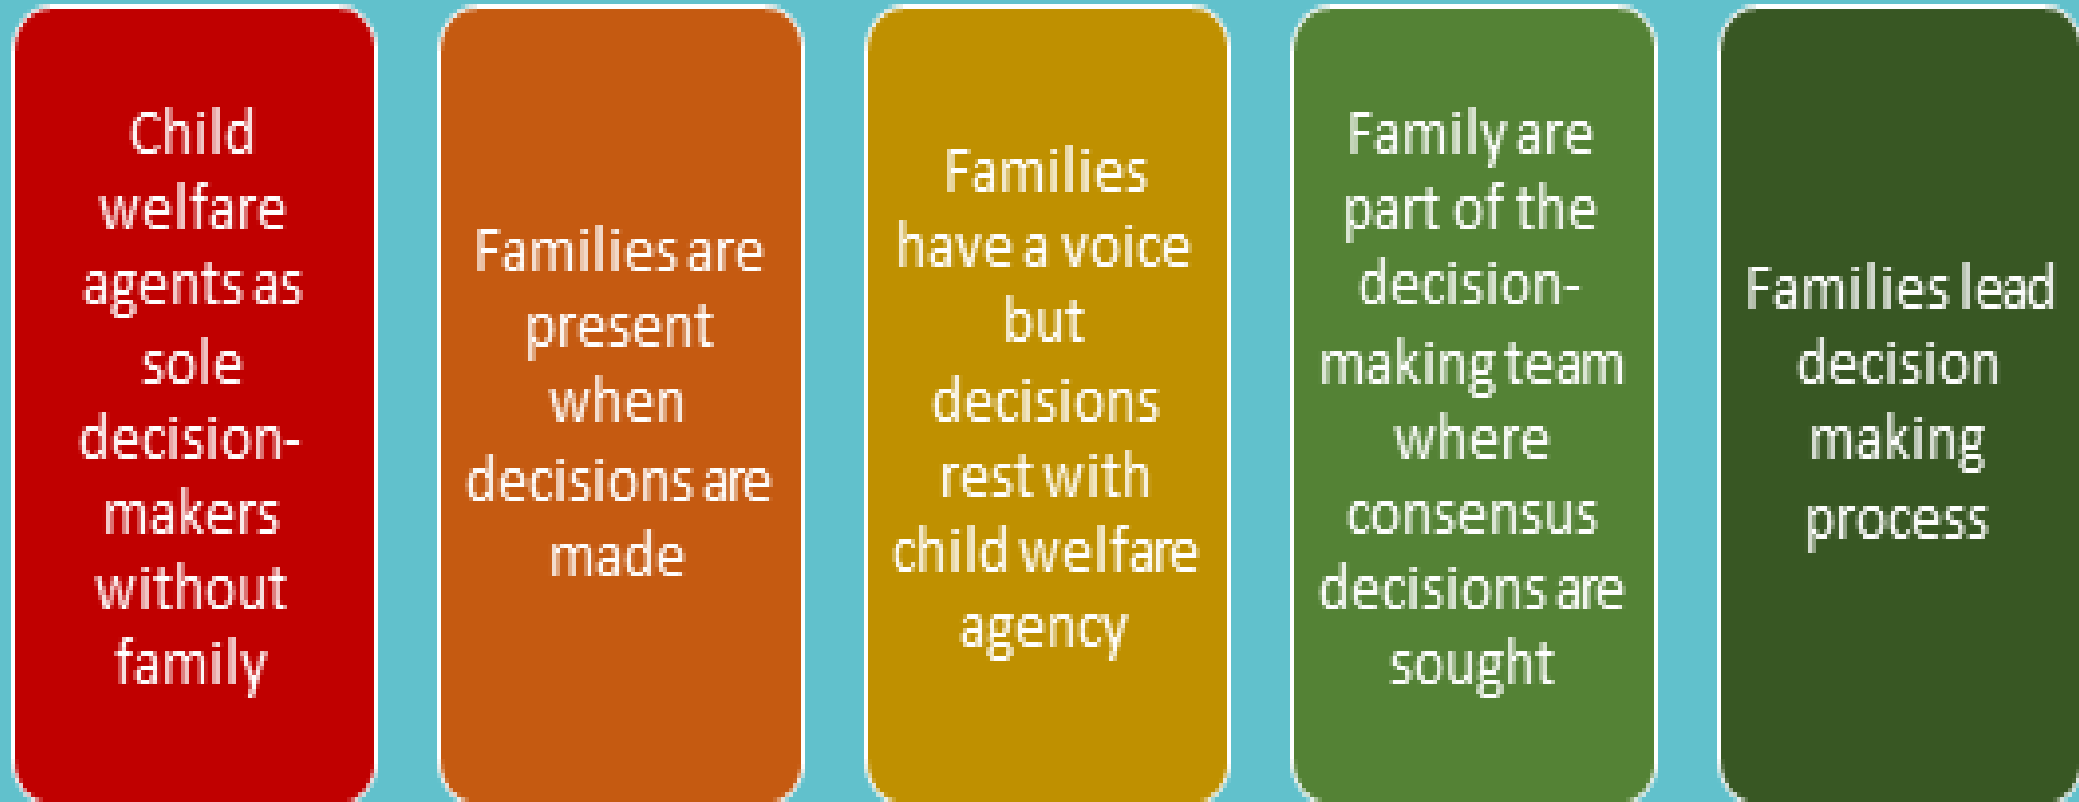 Child
welfare
agents as
sole
decision-
makers
without
family
Families are
present
when
decisions are
made
Families
have a voice
but
decisions
rest with
child welfare
agency
Family are
part of the
decision-
making team
where
consensus
decisions are
sought
Families lead
decision
making
process